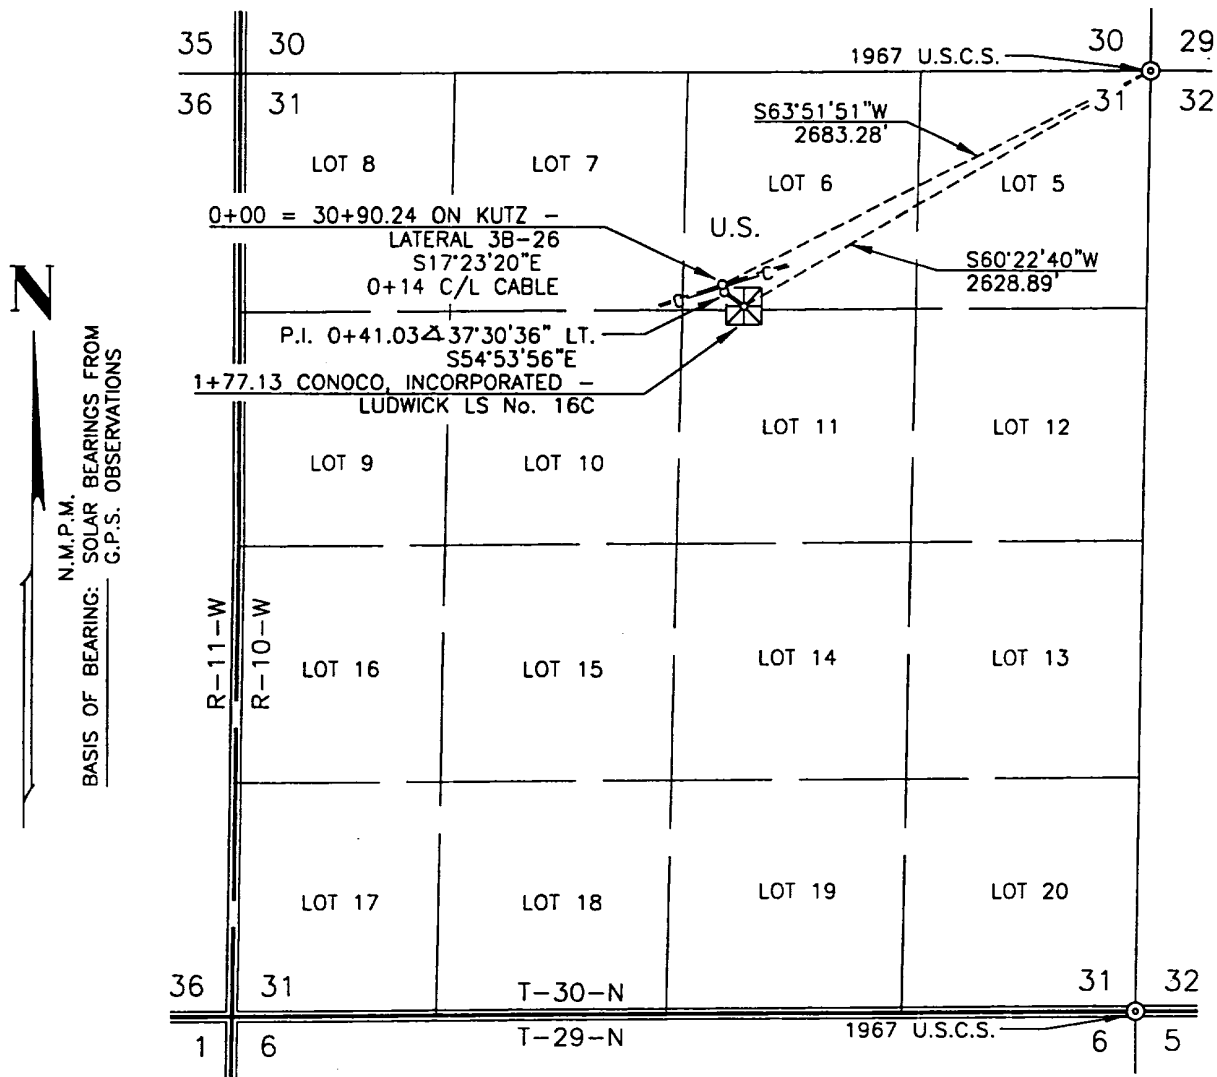 35 30
30 29
1967 U.S.C.S.
36 31
31 32
S63°51'51"W
2683.28'
LOT 8
LOT 7
LOT 6
LOT 5
0+00 = 30+90.24 ON KUTZ -
LATERAL 3B-26
S17°23'20"E
0+14 C/L CABLE
U.S.
S60°22'40"W
2628.89'
N
P.I. 0+41.03 Δ 37°30'36" LT.
S54°53'56"E
1+77.13 CONOCO, INCORPORATED -
LUDWICK LS No. 16C
LOT 9
LOT 10
LOT 11
LOT 12
N.M.P.M.
BASIS OF BEARING: SOLAR BEARINGS FROM
G.P.S. OBSERVATIONS
R-11-W
R-10-W
LOT 16
LOT 15
LOT 14
LOT 13
LOT 17
LOT 18
LOT 19
LOT 20
36 31
T-30-N
31 32
1 6
T-29-N
1967 U.S.C.S.
6 5